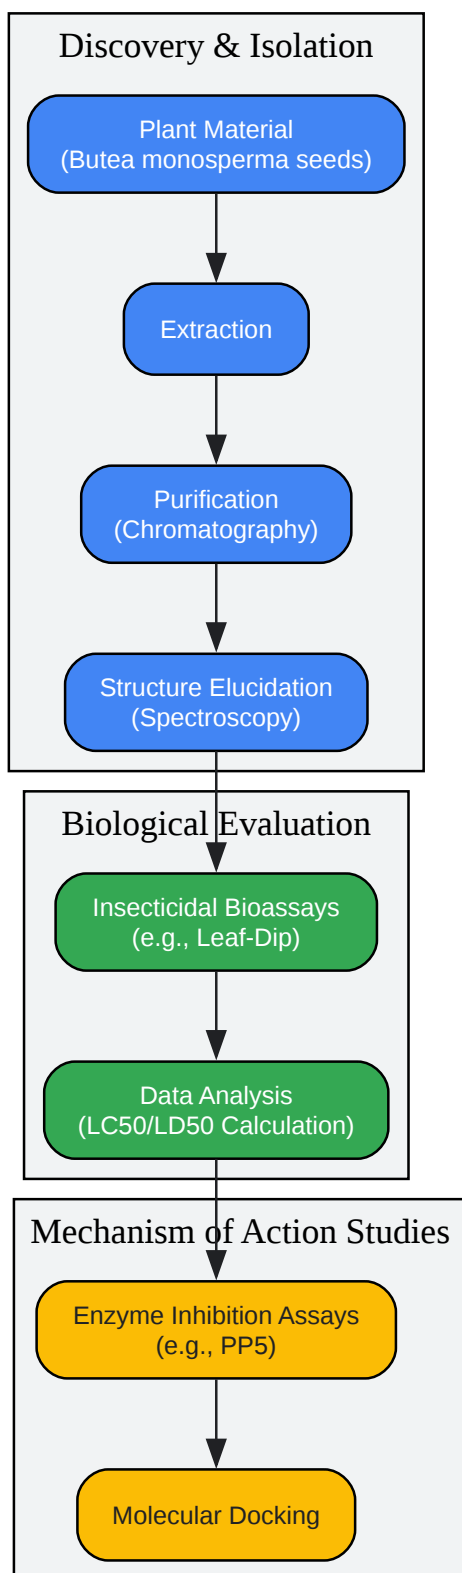 Discovery & Isolation
Plant Material
(Butea monosperma seeds)
Extraction
Purification
(Chromatography)
Structure Elucidation
(Spectroscopy)
Biological Evaluation
Insecticidal Bioassays
(e.g., Leaf-Dip)
Data Analysis
(LC50/LD50 Calculation)
Mechanism of Action Studies
Enzyme Inhibition Assays
(e.g., PP5)
Molecular Docking